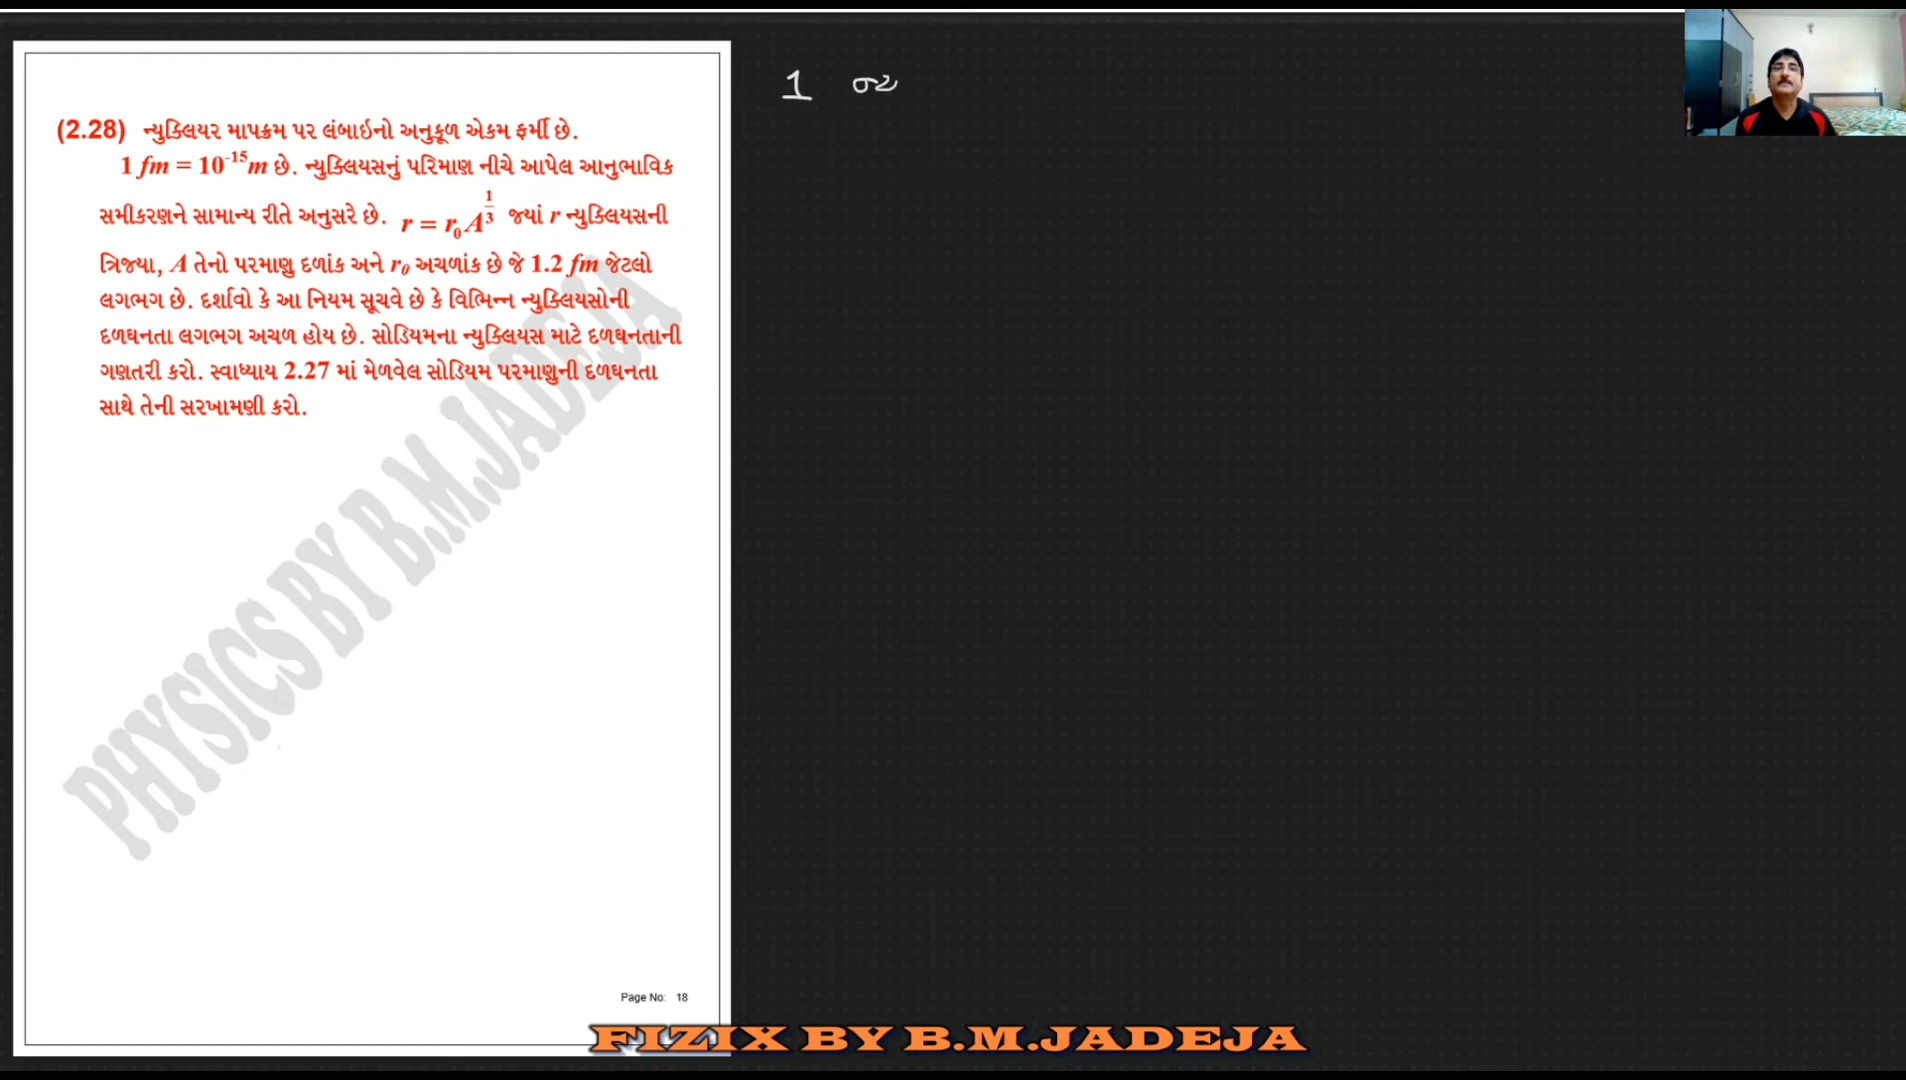 (2.28) ન્યુક્લિયર માપક્રમ પર લંબાઇનો અનુકૂળ એકમ ફર્મી છે.
1 fm = 10⁻¹⁵m છે. ન્યુક્લિયસનું પરિમાણ નીચે આપેલ આનુભાવિક
સમીકરણને સામાન્ય રીતે અનુસરે છે. r = r₀A^(1/3) જ્યાં r ન્યુક્લિયસની
ત્રિજ્યા, A તેનો પરમાણુ દળાંક અને r₀ અચળાંક છે જે 1.2 fm જેટલો
લગભગ છે. દર્શાવો કે આ નિયમ સૂચવે છે કે વિભિન્ન ન્યુક્લિયસોની
દળઘનતા લગભગ અચળ હોય છે. સોડિયમના ન્યુક્લિયસ માટે દળઘનતાની
ગણતરી કરો. સ્વાધ્યાય 2.27 માં મેળવેલ સોડિયમ પરમાણુની દળઘનતા
સાથે તેની સરખામણી કરો.
PHYSICS BY B.M.JADEJA
Page No: 18
1
FIZIX BY B.M.JADEJA